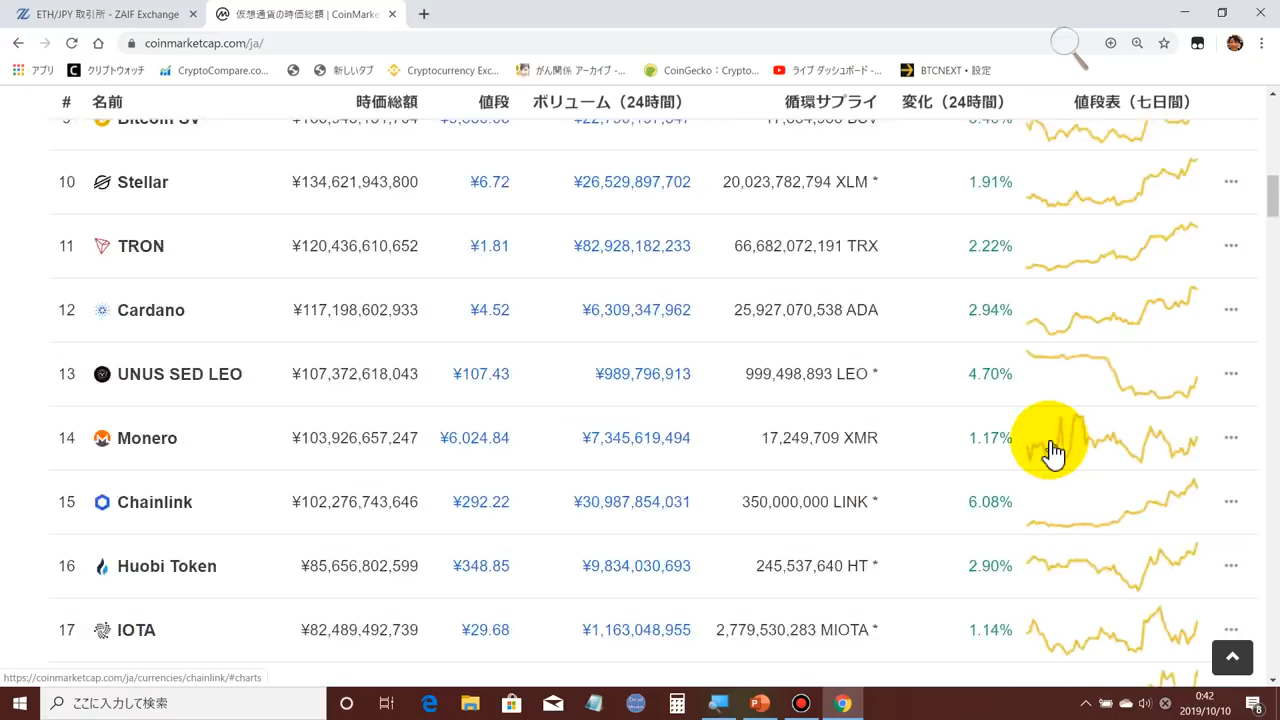 ETH/JPY 取引所 - ZAIF Exchange
仮想通貨の時価総額 | CoinMarke
coinmarketcap.com/ja/
アプリ
クリプトウォッチ
CryptoCompare.co...
新しいタブ
Cryptocurrency Exc...
がん関係 アーカイブ - ...
CoinGecko：Crypto...
ライブ ダッシュボード - ...
BTCNEXT • 設定
# 名前 時価総額 値段 ボリューム（24時間） 循環サプライ 変化（24時間） 値段表（七日間）
10 Stellar ¥134,621,943,800 ¥6.72 ¥26,529,897,702 20,023,782,794 XLM * 1.91%
11 TRON ¥120,436,610,652 ¥1.81 ¥82,928,182,233 66,682,072,191 TRX 2.22%
12 Cardano ¥117,198,602,933 ¥4.52 ¥6,309,347,962 25,927,070,538 ADA 2.94%
13 UNUS SED LEO ¥107,372,618,043 ¥107.43 ¥989,796,913 999,498,893 LEO * 4.70%
14 Monero ¥103,926,657,247 ¥6,024.84 ¥7,345,619,494 17,249,709 XMR 1.17%
15 Chainlink ¥102,276,743,646 ¥292.22 ¥30,987,854,031 350,000,000 LINK * 6.08%
16 Huobi Token ¥85,656,802,599 ¥348.85 ¥9,834,030,693 245,537,640 HT * 2.90%
17 IOTA ¥82,489,492,739 ¥29.68 ¥1,163,048,955 2,779,530,283 MIOTA * 1.14%
https://coinmarketcap.com/ja/currencies/chainlink/#charts
ここに入力して検索
0:42
2019/10/10
8